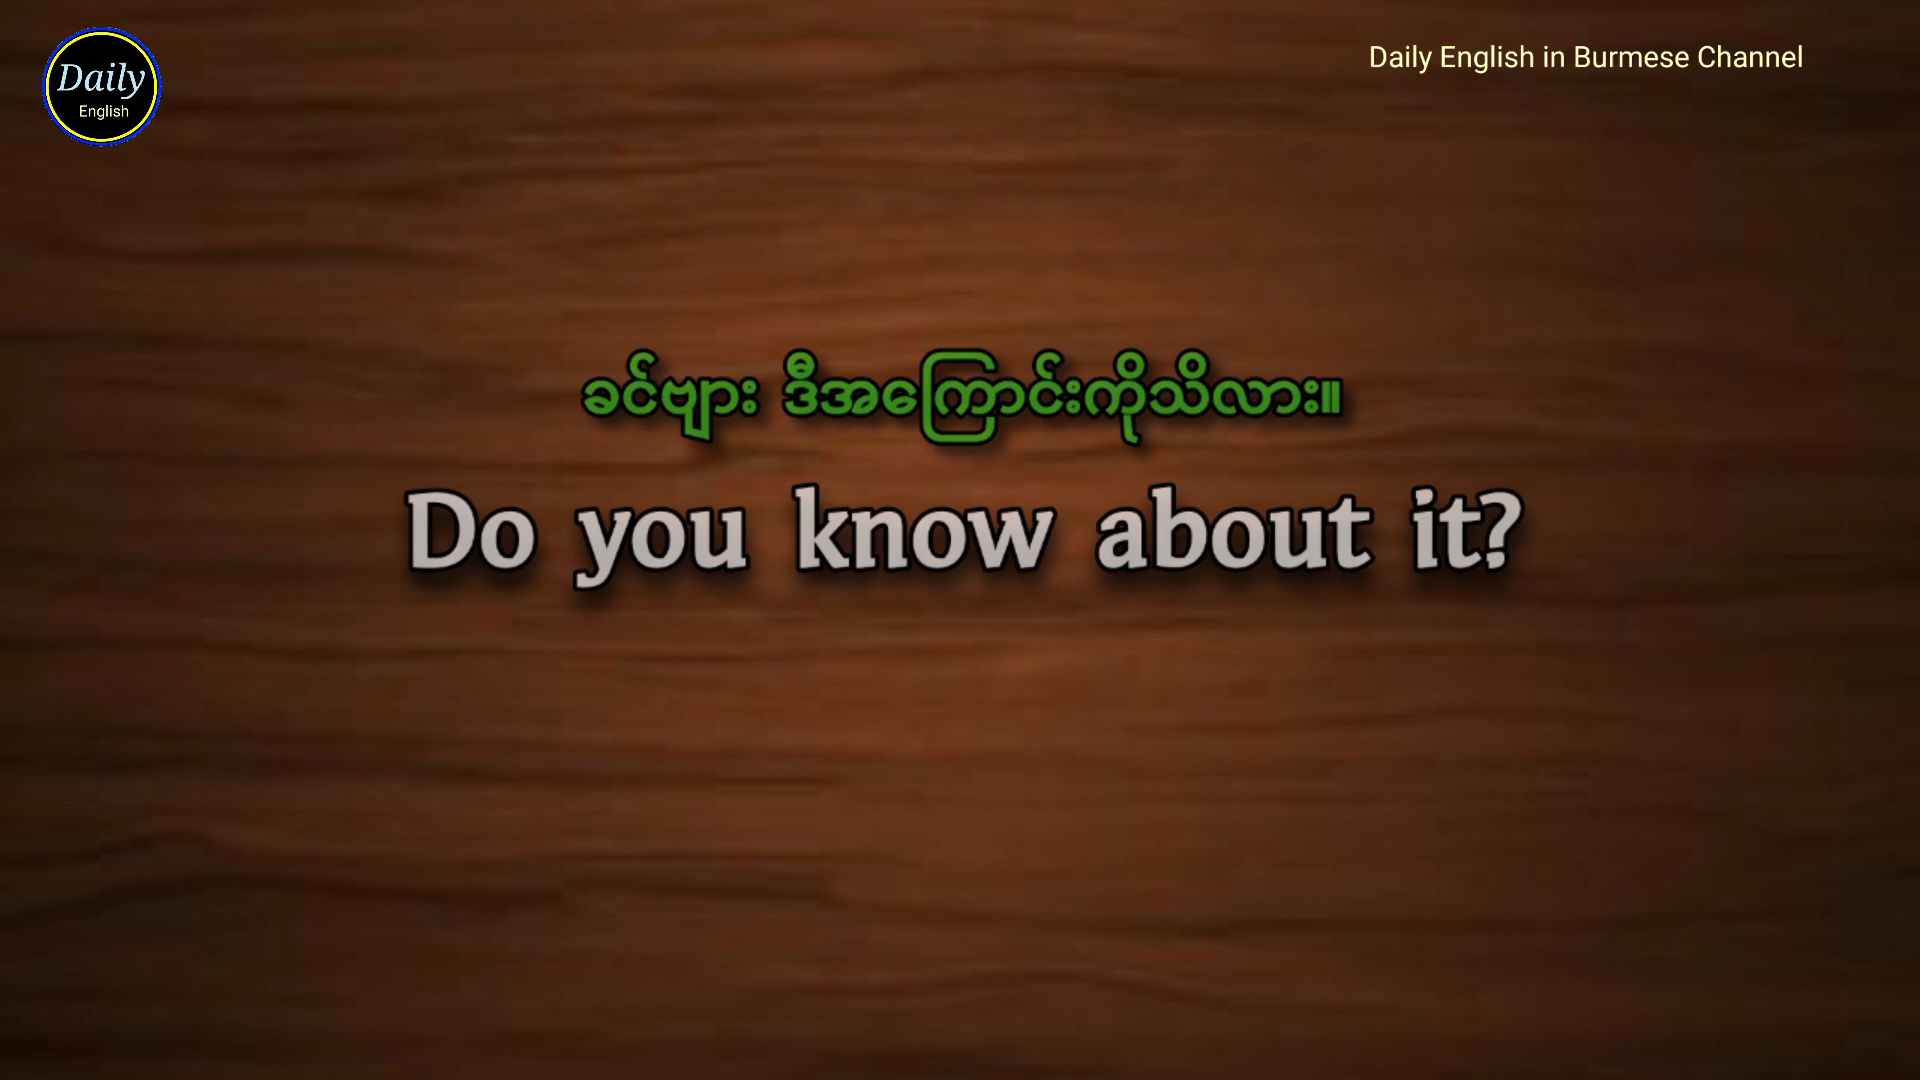 Daily
English
Daily English in Burmese Channel
ခင်ဗျား ဒီအကြောင်းကိုသိလား။
Do you know about it?